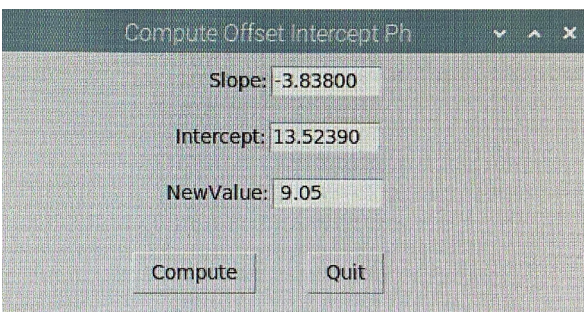 Compute Offset Intercept Ph
Slope: -3.83800
Intercept: 13.52390
NewValue: 9.05
Compute Quit